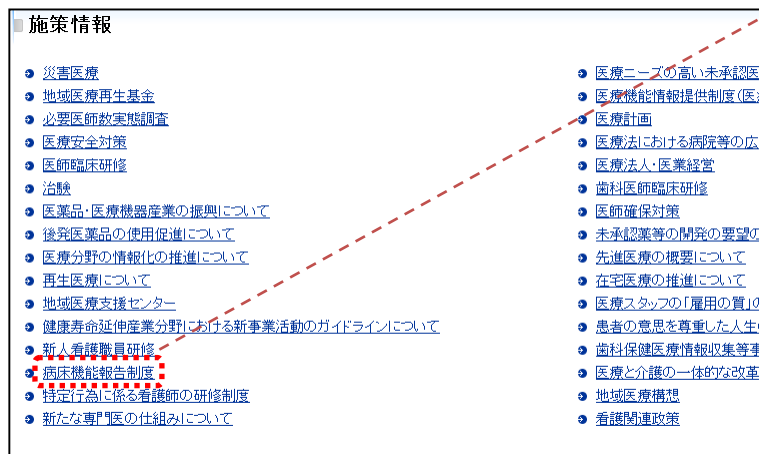 施策情報
災害医療
地域医療再生基金
必要医師数実態調査
医療安全対策
医師臨床研修
治験
医薬品・医療機器産業の振興について
後発医薬品の使用促進について
医療分野の情報化の推進について
再生医療について
地域医療支援センター
健康寿命延伸産業分野における新事業活動のガイドラインについて
新人看護職員研修
病床機能報告制度
特定行為に係る看護師の研修制度
新たな専門医の仕組みについて
医療ニーズの高い未承認医
医療機能情報提供制度(医
医療計画
医療法における病院等の広
医療法人・医業経営
歯科医師臨床研修
医師確保対策
未承認薬等の開発の要望の
先進医療の概要について
在宅医療の推進について
医療スタッフの「雇用の質」の
患者の意思を尊重した人生
歯科保健医療情報収集等事
医療と介護の一体的な改革
地域医療構想
看護関連政策